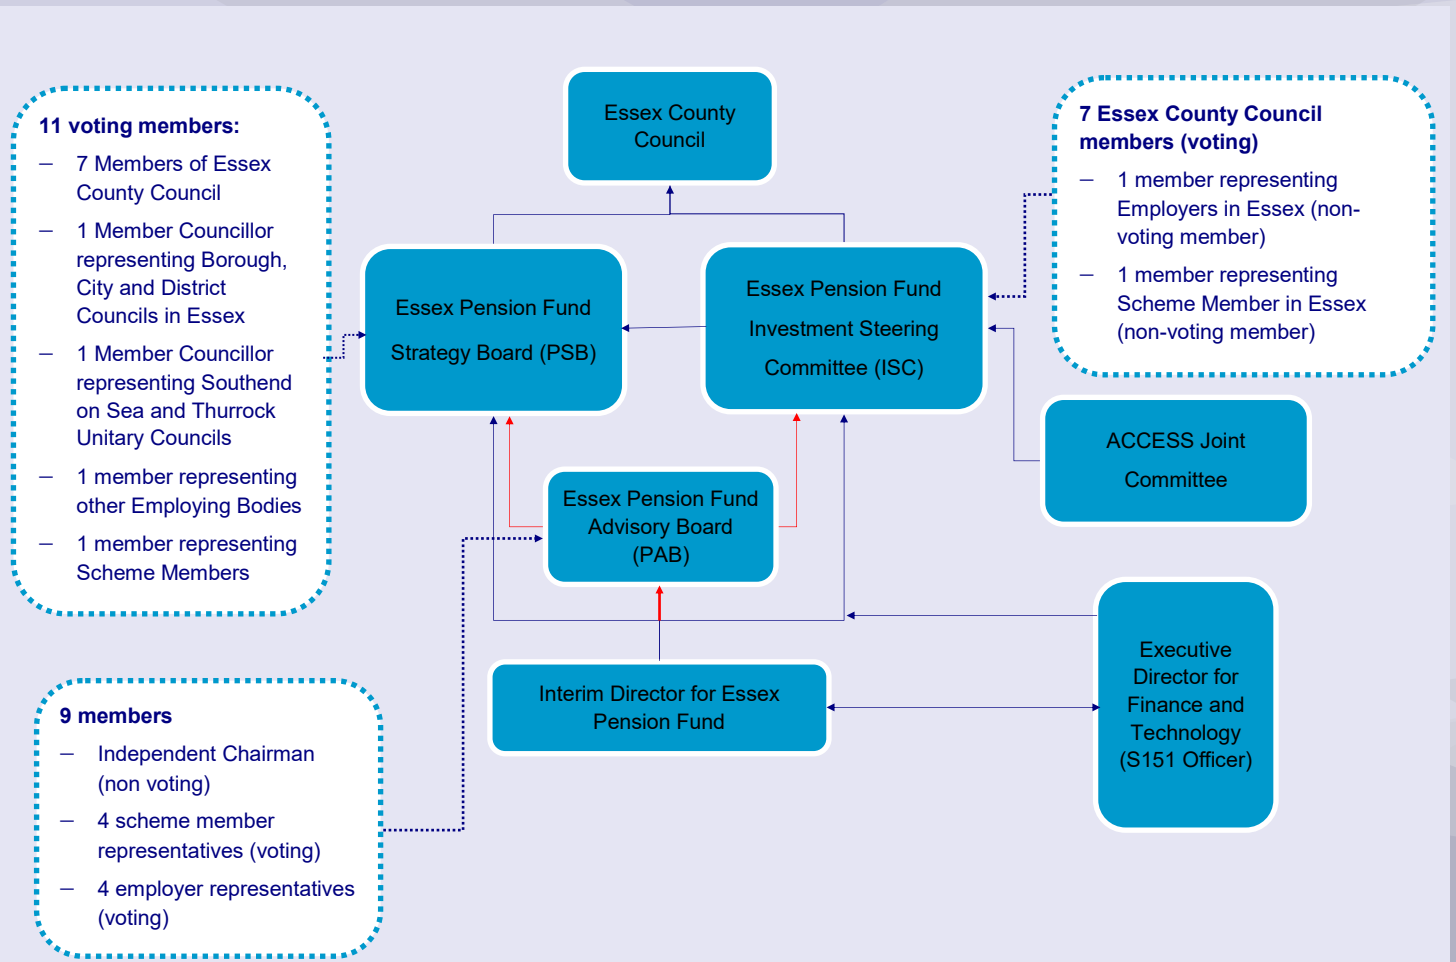 Essex County
Council
11 voting members:
– 7 Members of Essex
County Council
– 1 Member Councillor
representing Borough,
City and District
Councils in Essex
– 1 Member Councillor
representing Southend
on Sea and Thurrock
Unitary Councils
– 1 member representing
other Employing Bodies
– 1 member representing
Scheme Members
7 Essex County Council
members (voting)
– 1 member representing
Employers in Essex (non-
voting member)
– 1 member representing
Scheme Member in Essex
(non-voting member)
Essex Pension Fund
Strategy Board (PSB)
Essex Pension Fund
Investment Steering
Committee (ISC)
ACCESS Joint
Committee
Essex Pension Fund
Advisory Board
(PAB)
Executive
Director for
Finance and
Technology
(S151 Officer)
Interim Director for Essex
Pension Fund
9 members
– Independent Chairman
(non voting)
– 4 scheme member
representatives (voting)
– 4 employer representatives
(voting)